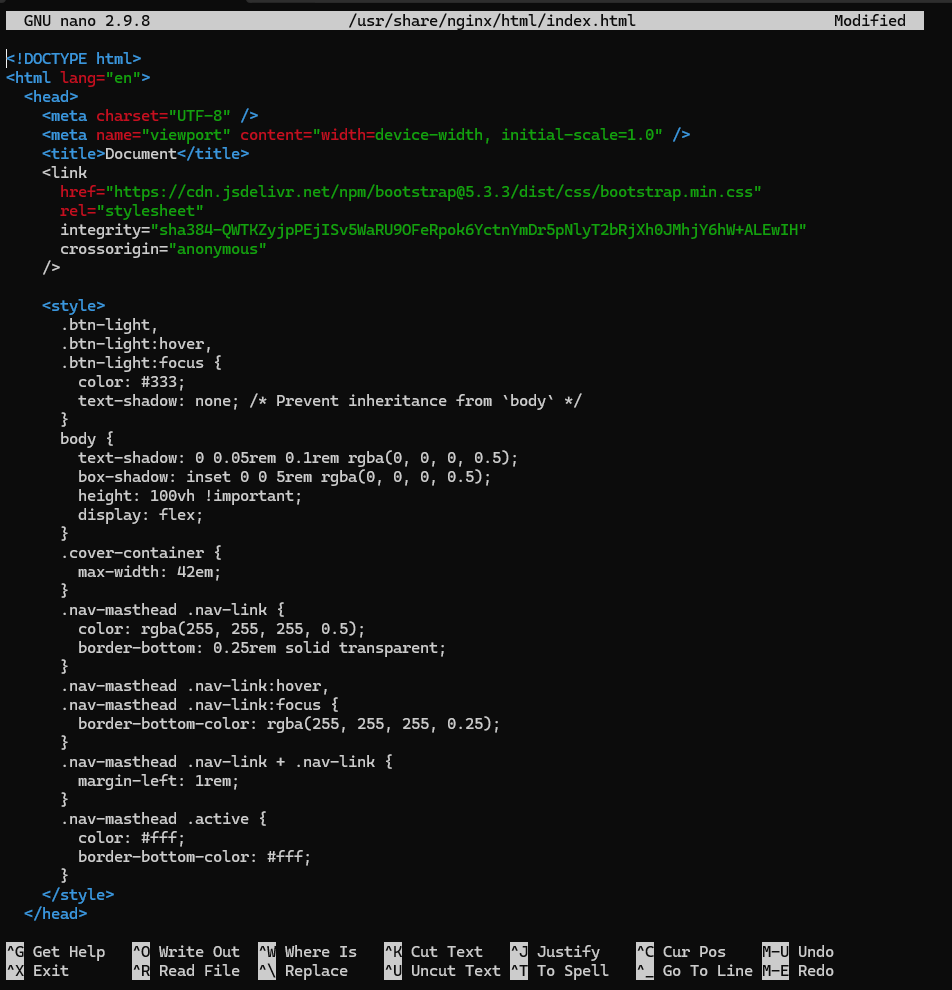 GNU nano 2.9.8 /usr/share/nginx/html/index.html Modified
<!DOCTYPE html>
<html lang="en">
  <head>
    <meta charset="UTF-8" />
    <meta name="viewport" content="width=device-width, initial-scale=1.0" />
    <title>Document</title>
    <link
      href="https://cdn.jsdelivr.net/npm/bootstrap@5.3.3/dist/css/bootstrap.min.css"
      rel="stylesheet"
      integrity="sha384-QWTKZyjpPEjISv5WaRU9OFeRpok6YctnYmDr5pNlyT2bRjXh0JMhjY6hW+ALEwIH"
      crossorigin="anonymous"
    />
    <style>
      .btn-light,
      .btn-light:hover,
      .btn-light:focus {
        color: #333;
        text-shadow: none; /* Prevent inheritance from `body` */
      }
      body {
        text-shadow: 0 0.05rem 0.1rem rgba(0, 0, 0, 0.5);
        box-shadow: inset 0 0 5rem rgba(0, 0, 0, 0.5);
        height: 100vh !important;
        display: flex;
      }
      .cover-container {
        max-width: 42em;
      }
      .nav-masthead .nav-link {
        color: rgba(255, 255, 255, 0.5);
        border-bottom: 0.25rem solid transparent;
      }
      .nav-masthead .nav-link:hover,
      .nav-masthead .nav-link:focus {
        border-bottom-color: rgba(255, 255, 255, 0.25);
      }
      .nav-masthead .nav-link + .nav-link {
        margin-left: 1rem;
      }
      .nav-masthead .active {
        color: #fff;
        border-bottom-color: #fff;
      }
    </style>
  </head>
^G Get Help ^O Write Out ^W Where Is ^K Cut Text ^J Justify ^C Cur Pos M-U Undo
^X Exit ^R Read File ^\ Replace ^U Uncut Text ^T To Spell ^_ Go To Line M-E Redo